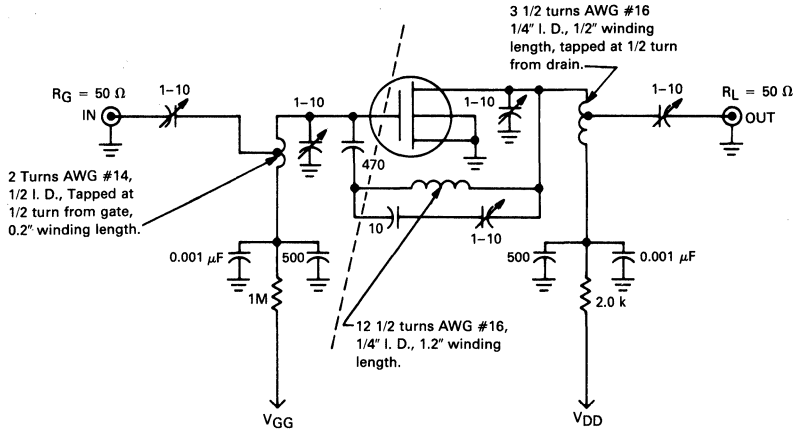 3 1/2 turns AWG #16
1/4" I. D., 1/2" winding
length, tapped at 1/2 turn
from drain.
RG = 50 Ω
IN
1–10
1–10
1–10
1–10
RL = 50 Ω
OUT
470
2 Turns AWG #14,
1/2 I. D., Tapped at
1/2 turn from gate,
0.2" winding length.
10
1–10
0.001 μF
500
500
0.001 μF
1M
2.0 k
12 1/2 turns AWG #16,
1/4" I. D., 1.2" winding
length.
VGG
VDD